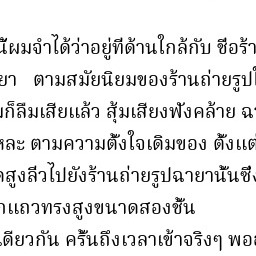 นี้ผมจำได้ว่าอยู่ที่ด้านใกล้กับ ชื่อร้า
ยา ตามสมัยนิยมของร้านถ่ายรูปใ
ก็ลืมเสียแล้ว สุ้มเสียงฟังคล้าย ฉ
หละ ตามความตั้งใจเดิมของ ตั้งแต่
สูงลิ่วไปยังร้านถ่ายรูปฉายานั้นซึ่ง
แถวทรงสูงขนาดสองชั้น
เดียวกัน ครั้นถึงเวลาเข้าจริงๆ พอ